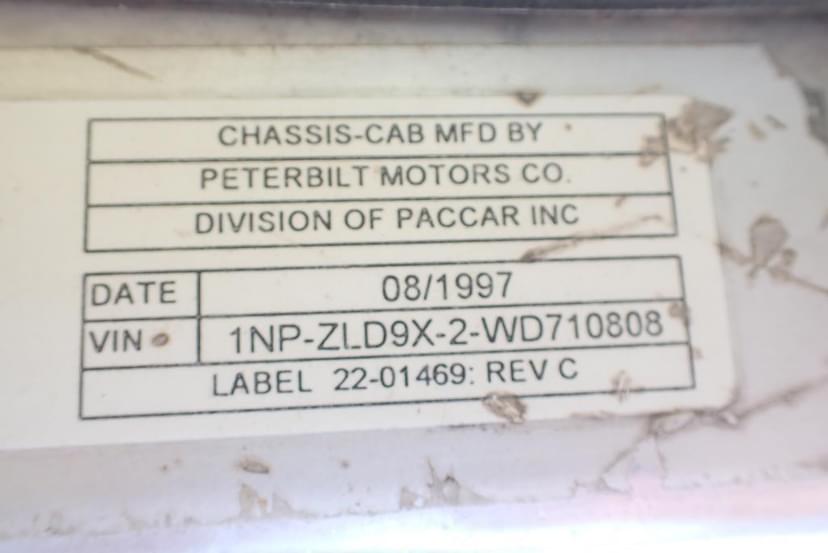 CHASSIS-CAB MFD BY
PETERBILT MOTORS CO.
DIVISION OF PACCAR INC
DATE 08/1997
VIN 1NP-ZLD9X-2-WD710808
LABEL 22-01469: REV C